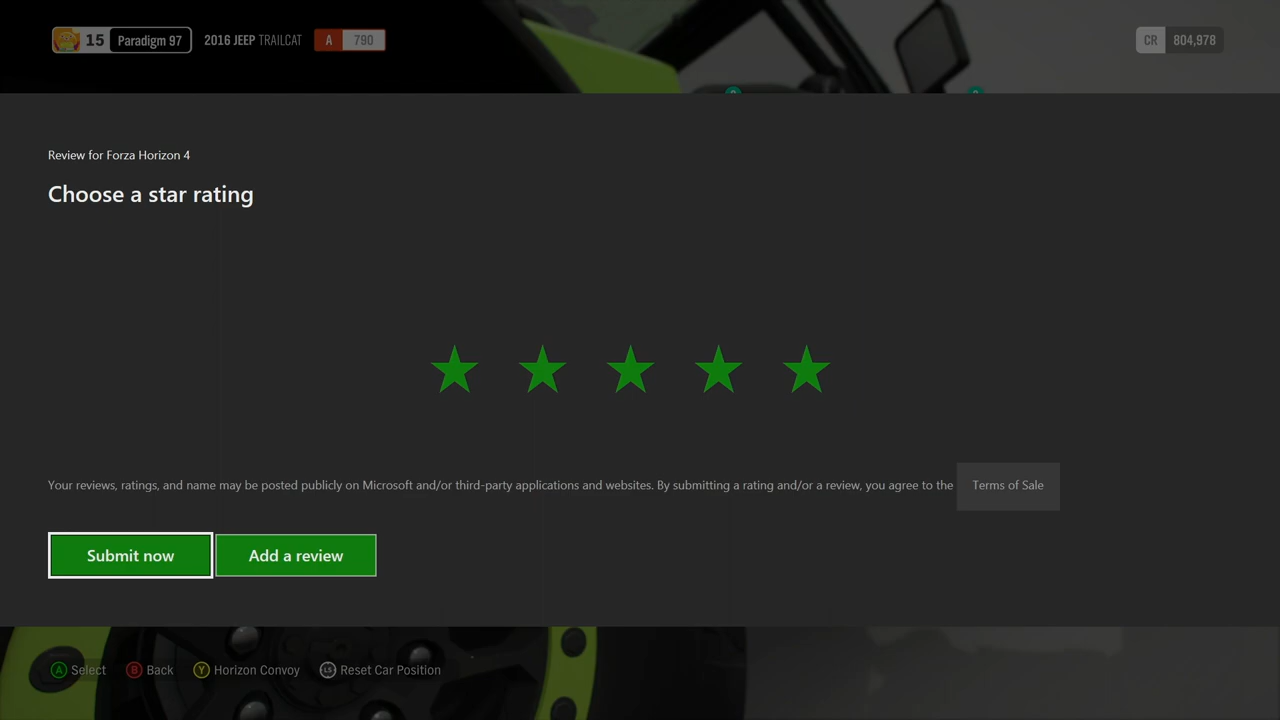 15 Paradigm 97 2016 JEEP TRAILCAT A 790 CR 804,978
Review for Forza Horizon 4
Choose a star rating
Your reviews, ratings, and name may be posted publicly on Microsoft and/or third-party applications and websites. By submitting a rating and/or a review, you agree to the Terms of Sale
Submit now Add a review
A Select B Back Y Horizon Convoy LS Reset Car Position